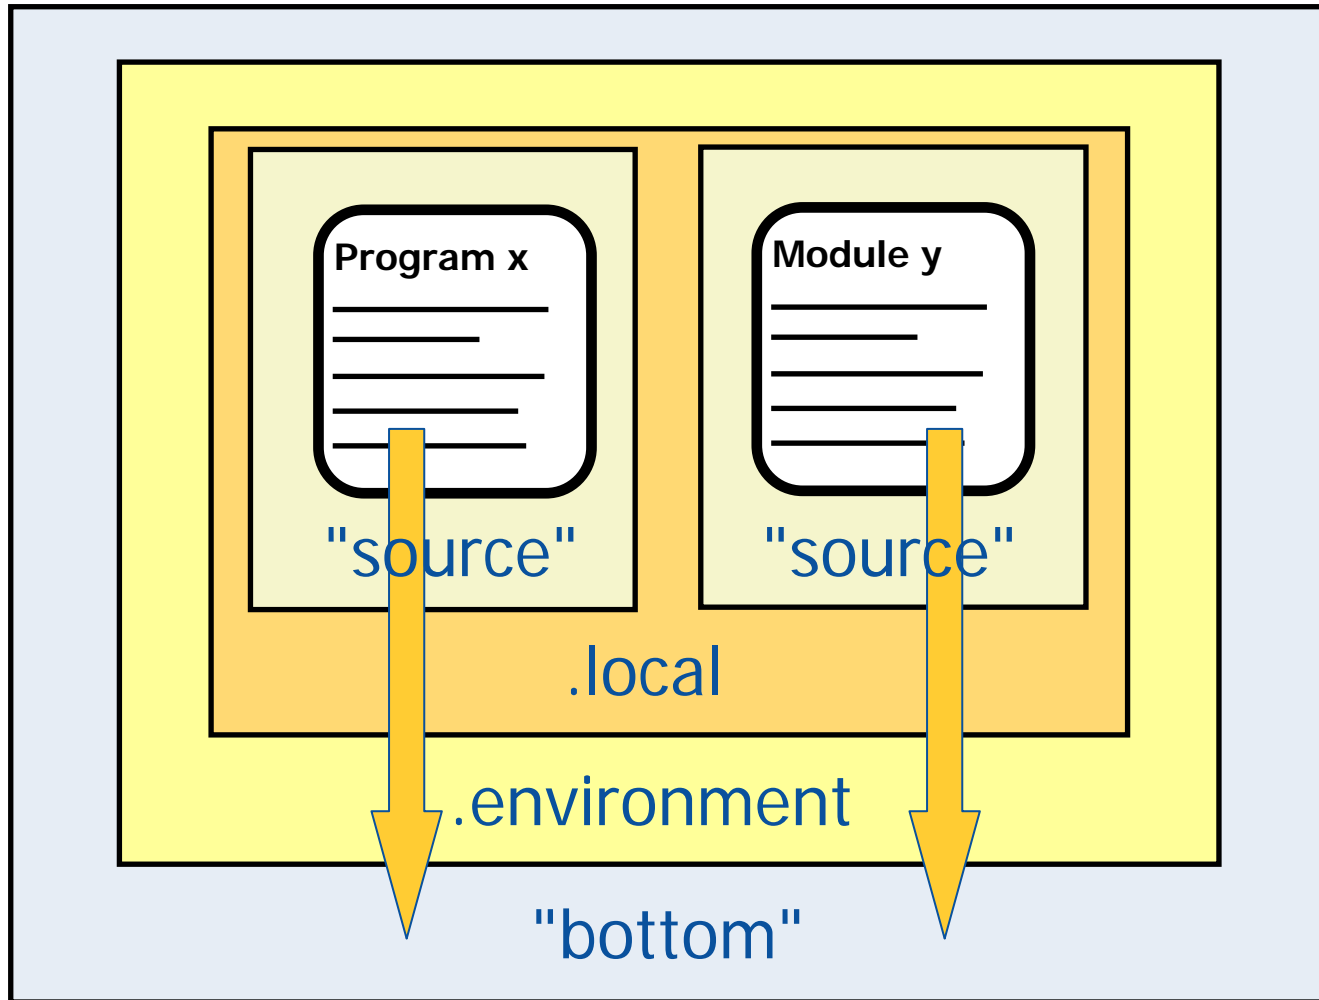 Program x
Module y
"source"
"source"
.local
.environment
"bottom"